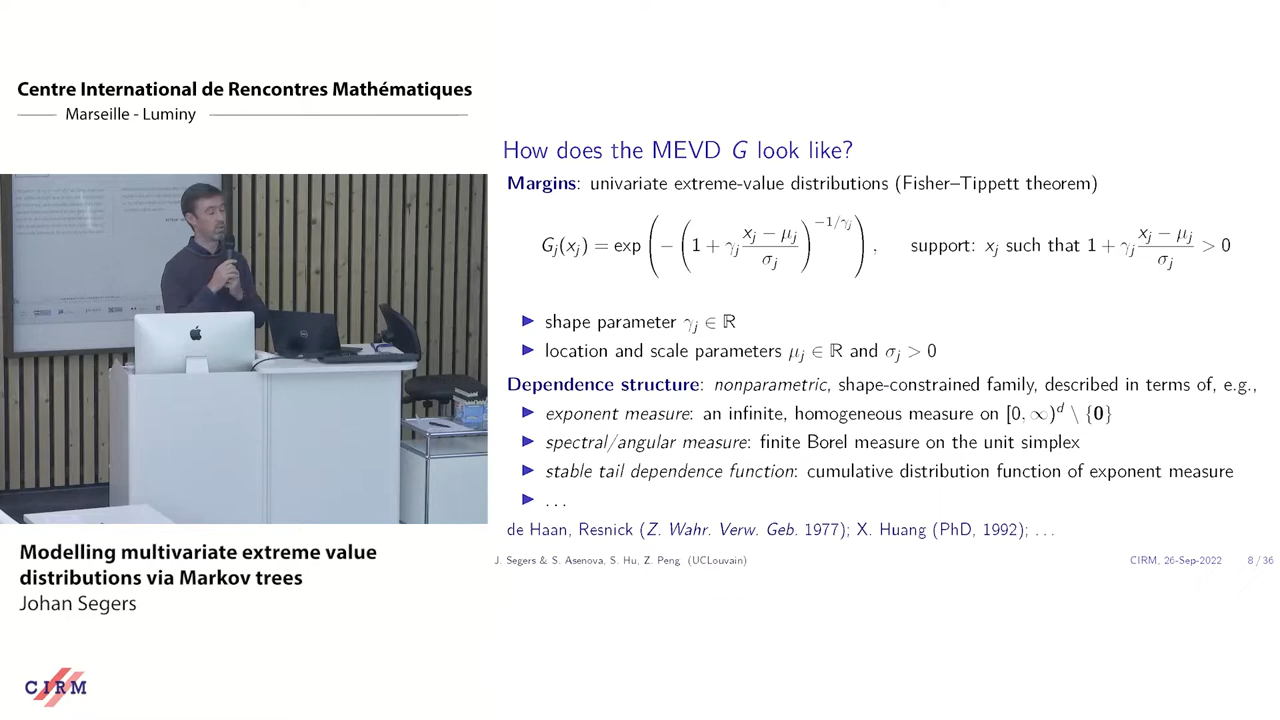 Centre International de Rencontres Mathématiques
Marseille - Luminy
How does the MEVD G look like?
Margins: univariate extreme-value distributions (Fisher–Tippett theorem)
G_j(x_j) = exp ( − ( 1 + γ_j (x_j − μ_j)/σ_j )^{−1/γ_j} ) , support: x_j such that 1 + γ_j (x_j − μ_j)/σ_j > 0
▶ shape parameter γ_j ∈ ℝ
▶ location and scale parameters μ_j ∈ ℝ and σ_j > 0
Dependence structure: nonparametric, shape-constrained family, described in terms of, e.g.,
▶ exponent measure: an infinite, homogeneous measure on [0, ∞)^d \ {0}
▶ spectral/angular measure: finite Borel measure on the unit simplex
▶ stable tail dependence function: cumulative distribution function of exponent measure
▶ . . .
de Haan, Resnick (Z. Wahr. Verw. Geb. 1977); X. Huang (PhD, 1992); . . .
J. Segers & S. Asenova, S. Hu, Z. Peng (UCLouvain) CIRM, 26-Sep-2022 8 / 36
Modelling multivariate extreme value
distributions via Markov trees
Johan Segers
CIRM